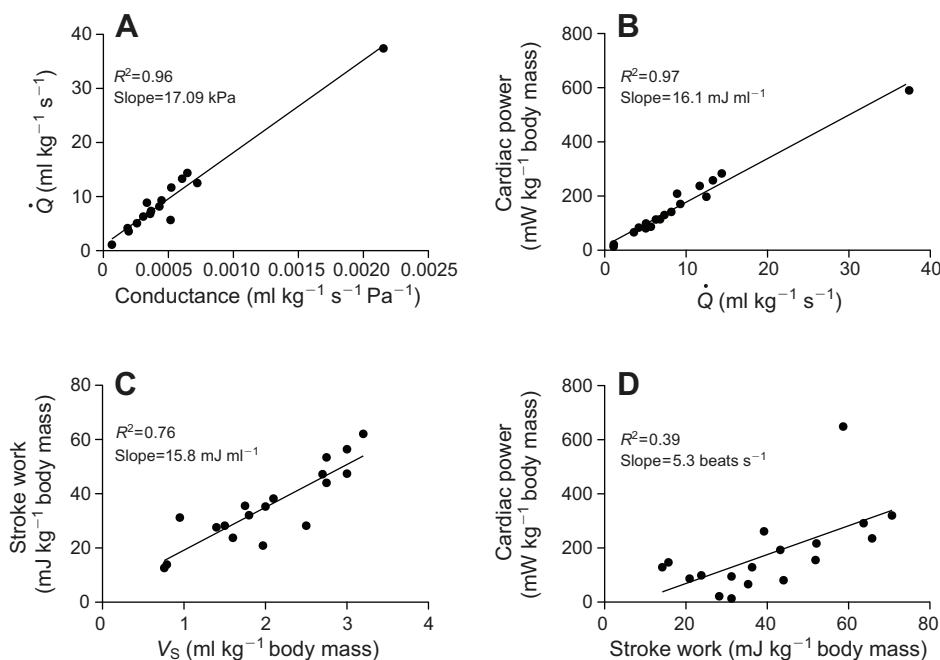 A
R²=0.96
Slope=17.09 kPa
Q̇ (ml kg⁻¹ s⁻¹)
40
30
20
10
0
0 0.0005 0.0010 0.0015 0.0020 0.0025
Conductance (ml kg⁻¹ s⁻¹ Pa⁻¹)
B
R²=0.97
Slope=16.1 mJ ml⁻¹
Cardiac power
(mW kg⁻¹ body mass)
800
600
400
200
0
0 10 20 30 40
Q̇ (ml kg⁻¹ s⁻¹)
C
R²=0.76
Slope=15.8 mJ ml⁻¹
Stroke work
(mJ kg⁻¹ body mass)
80
60
40
20
0
0 1 2 3 4
V_S (ml kg⁻¹ body mass)
D
R²=0.39
Slope=5.3 beats s⁻¹
Cardiac power
(mW kg⁻¹ body mass)
800
600
400
200
0
0 20 40 60 80
Stroke work (mJ kg⁻¹ body mass)